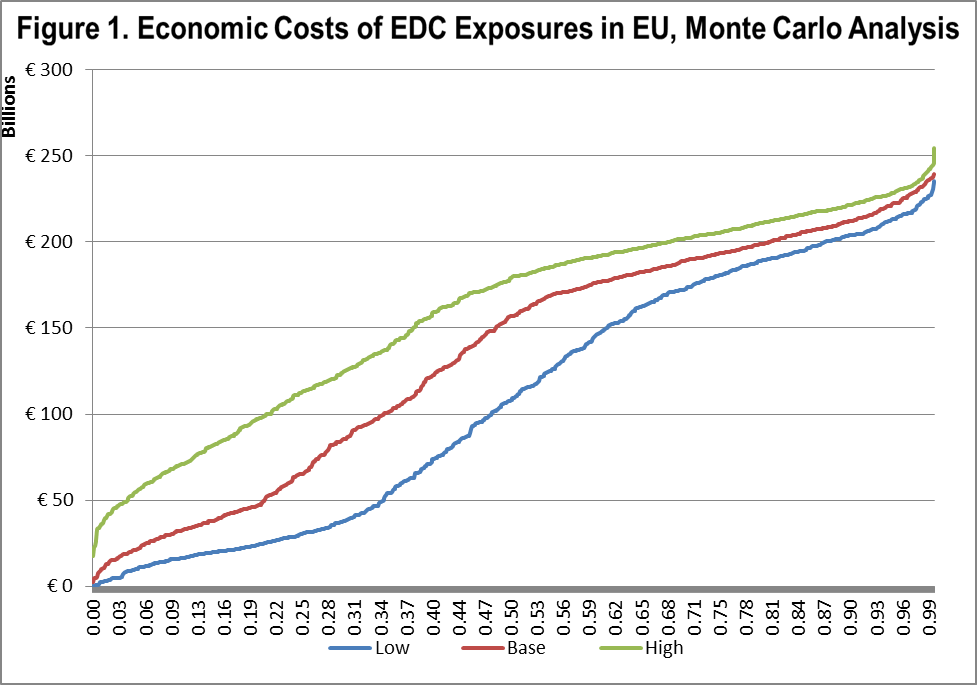 Figure 1. Economic Costs of EDC Exposures in EU, Monte Carlo Analysis
Billions
€ 300
€ 250
€ 200
€ 150
€ 100
€ 50
€ 0
0.00 0.03 0.06 0.09 0.13 0.16 0.19 0.22 0.25 0.28 0.31 0.34 0.37 0.40 0.44 0.47 0.50 0.53 0.56 0.59 0.62 0.65 0.68 0.71 0.75 0.78 0.81 0.84 0.87 0.90 0.93 0.96 0.99
Low Base High